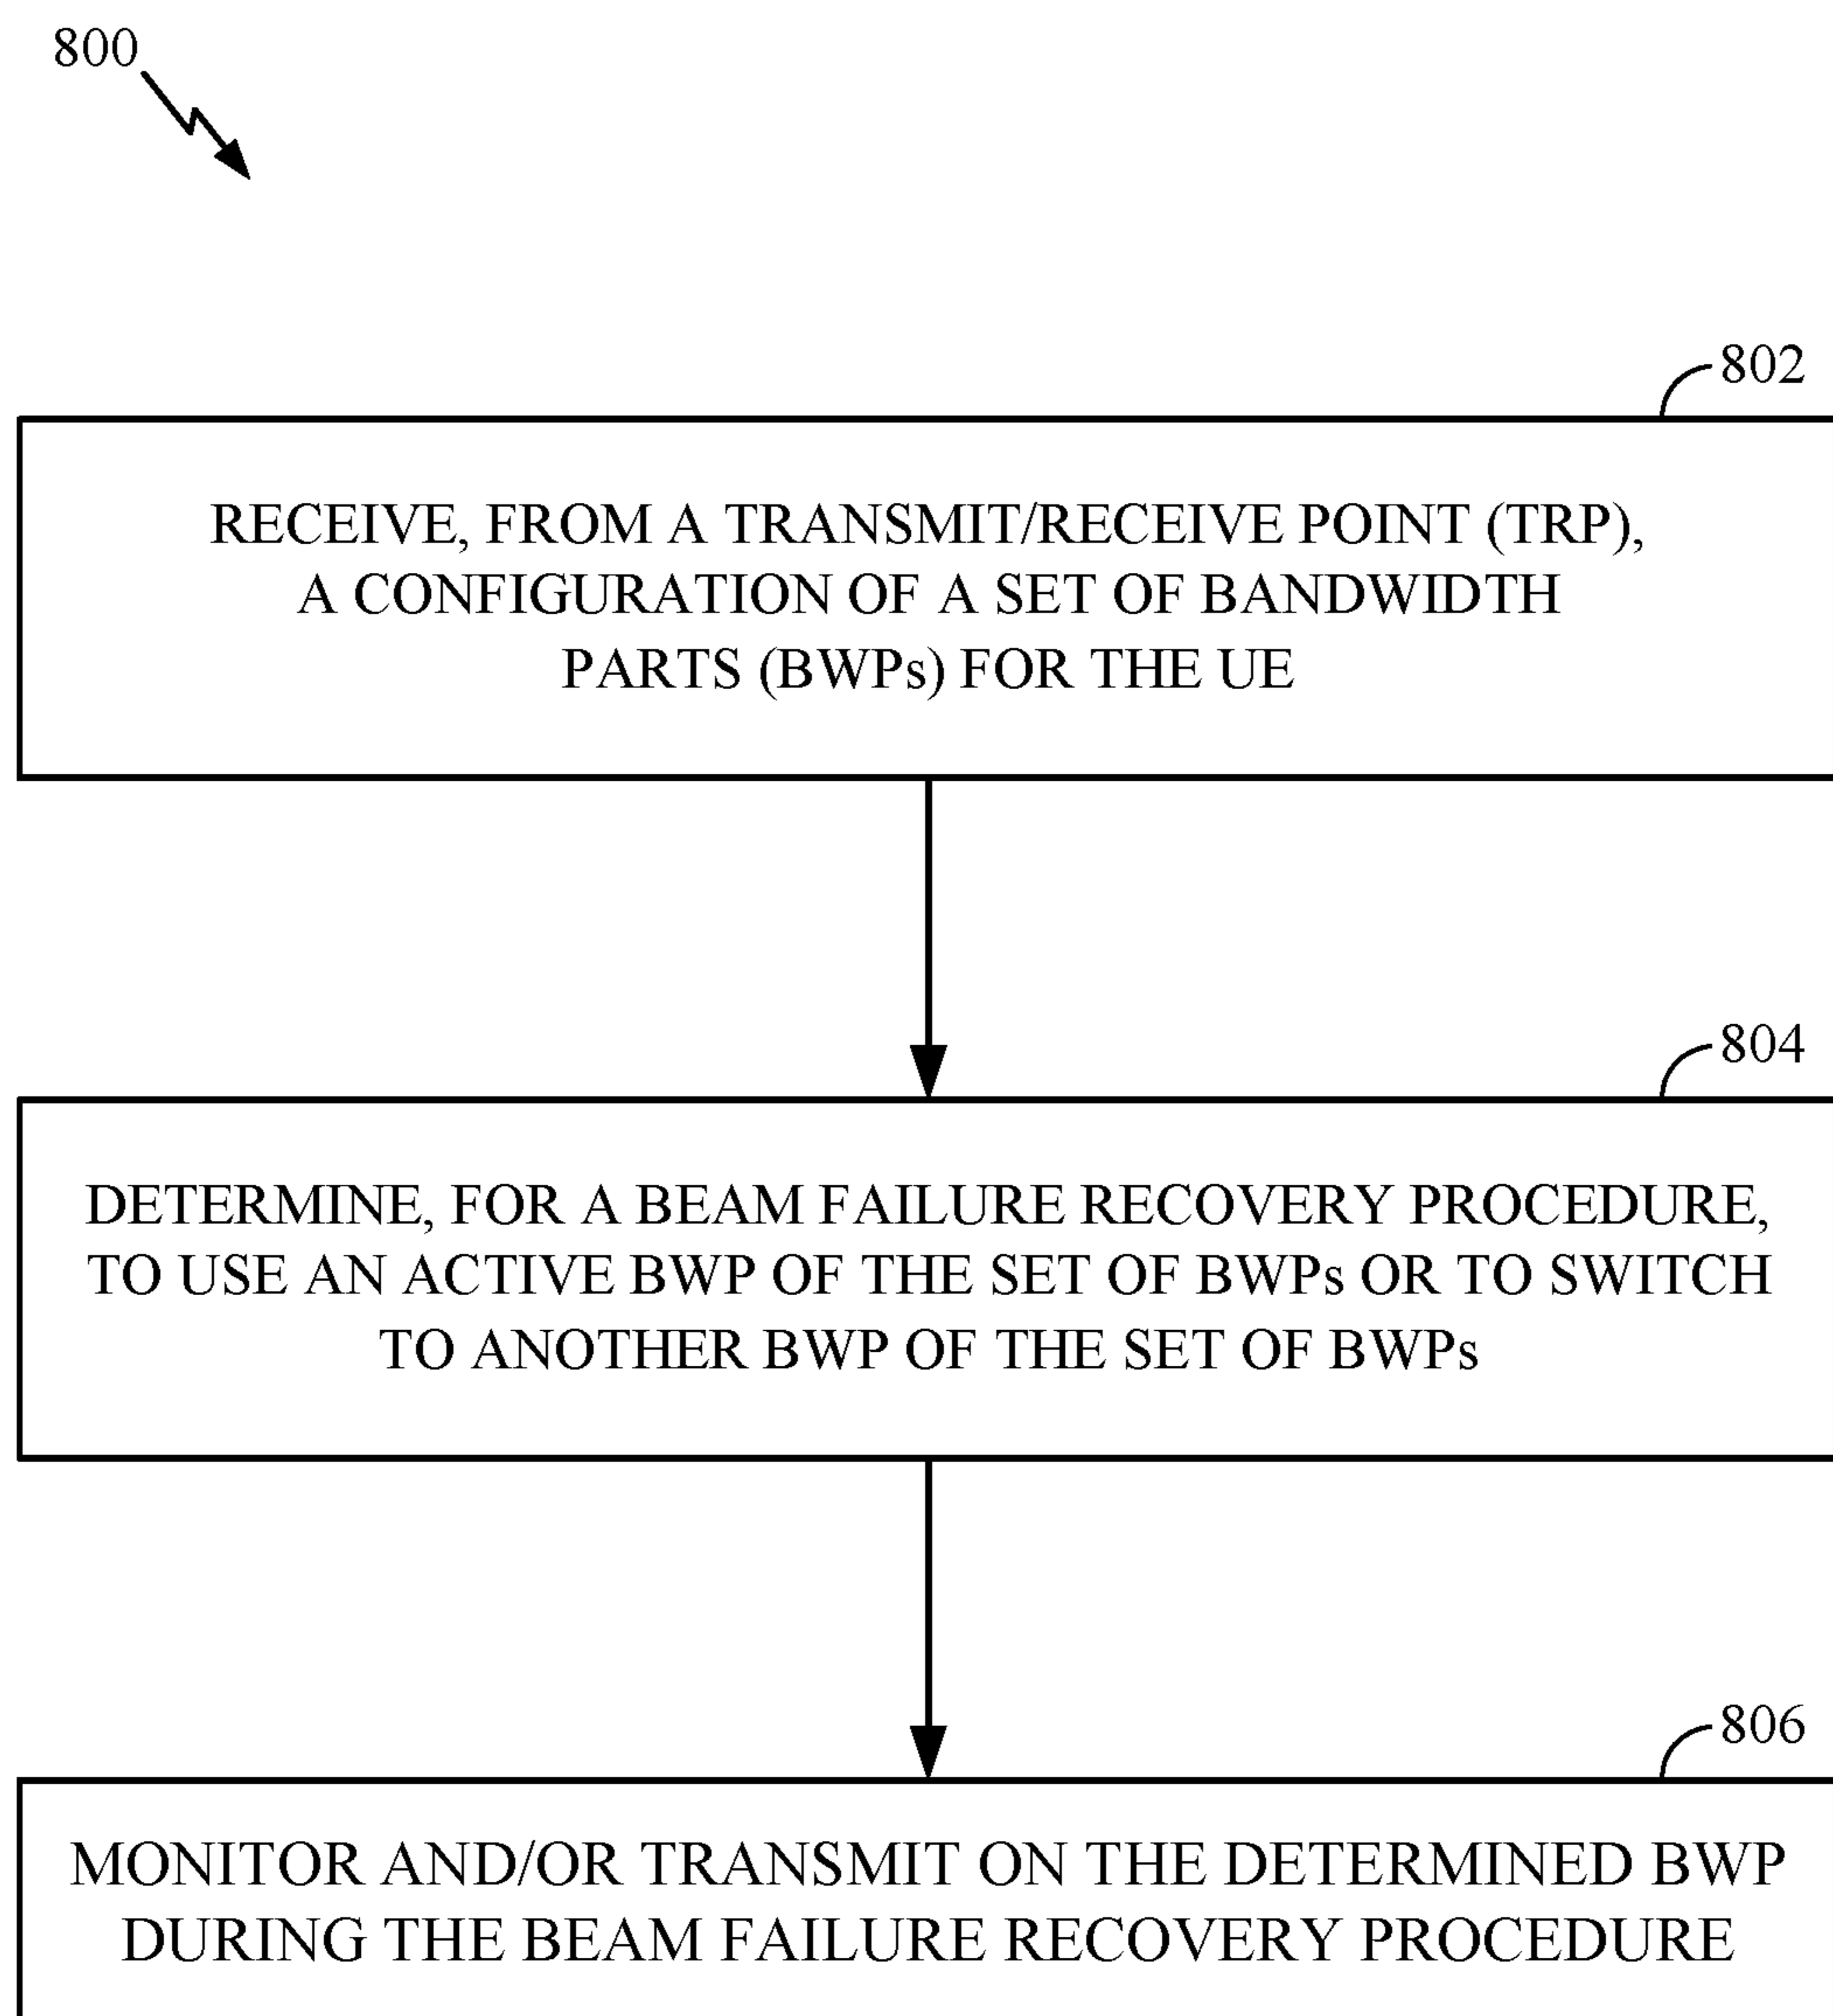 800
802
RECEIVE, FROM A TRANSMIT/RECEIVE POINT (TRP),
A CONFIGURATION OF A SET OF BANDWIDTH
PARTS (BWPs) FOR THE UE
804
DETERMINE, FOR A BEAM FAILURE RECOVERY PROCEDURE,
TO USE AN ACTIVE BWP OF THE SET OF BWPs OR TO SWITCH
TO ANOTHER BWP OF THE SET OF BWPs
806
MONITOR AND/OR TRANSMIT ON THE DETERMINED BWP
DURING THE BEAM FAILURE RECOVERY PROCEDURE